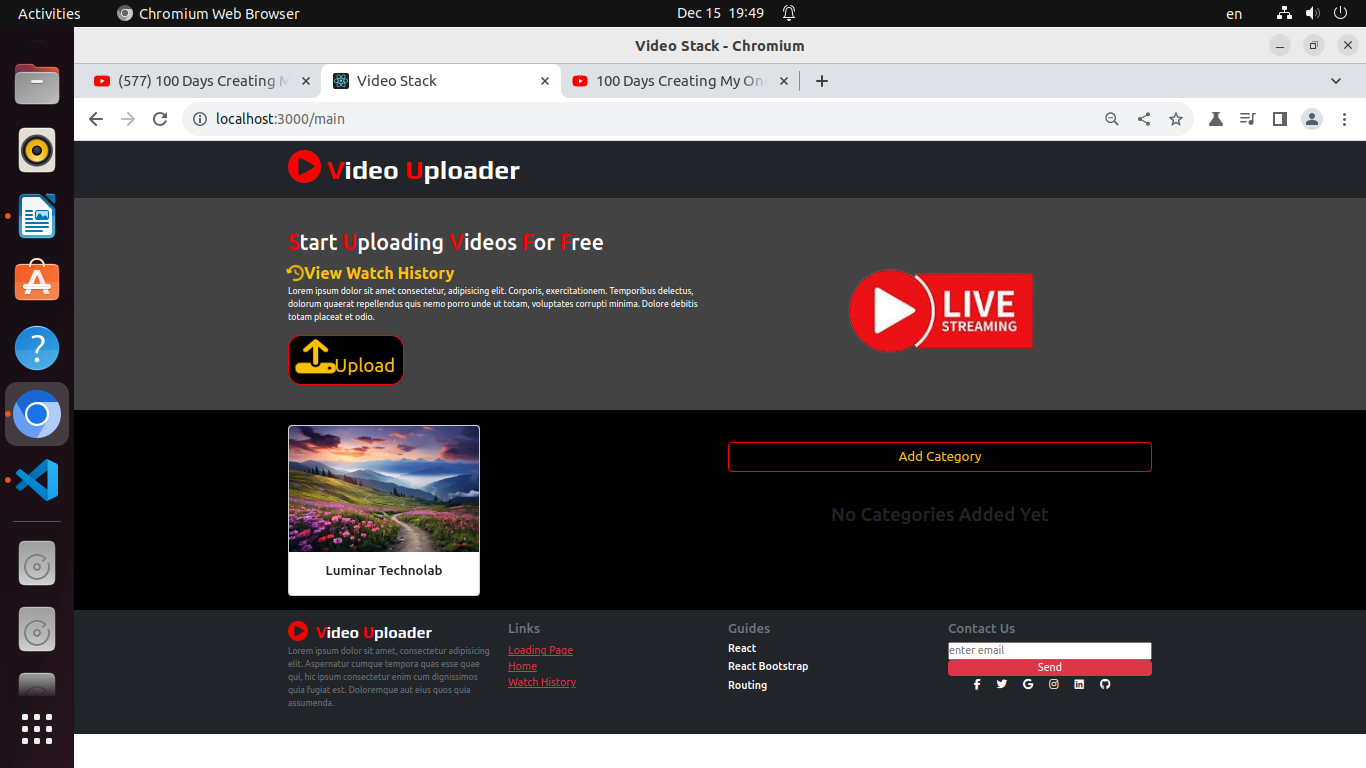 Activities
Chromium Web Browser
Dec 15 19:49
en
Video Stack - Chromium
(577) 100 Days Creating M
Video Stack
100 Days Creating My On
localhost:3000/main
Video Uploader
Start Uploading Videos For Free
View Watch History
Lorem ipsum dolor sit amet consectetur, adipisicing elit. Corporis, exercitationem. Temporibus delectus,
dolorum quaerat repellendus quis nemo porro unde ut totam, voluptates corrupti minima. Dolore debitis
totam placeat et odio.
Upload
LIVE
STREAMING
Luminar Technolab
Add Category
No Categories Added Yet
Video Uploader
Lorem ipsum dolor sit amet, consectetur adipisicing
elit. Aspernatur cumque tempora quas esse quae
qui, hic ipsum consectetur enim cum dignissimos
quia fugiat est. Doloremque aut eius quos quia
assumenda.
Links
Loading Page
Home
Watch History
Guides
React
React Bootstrap
Routing
Contact Us
enter email
Send